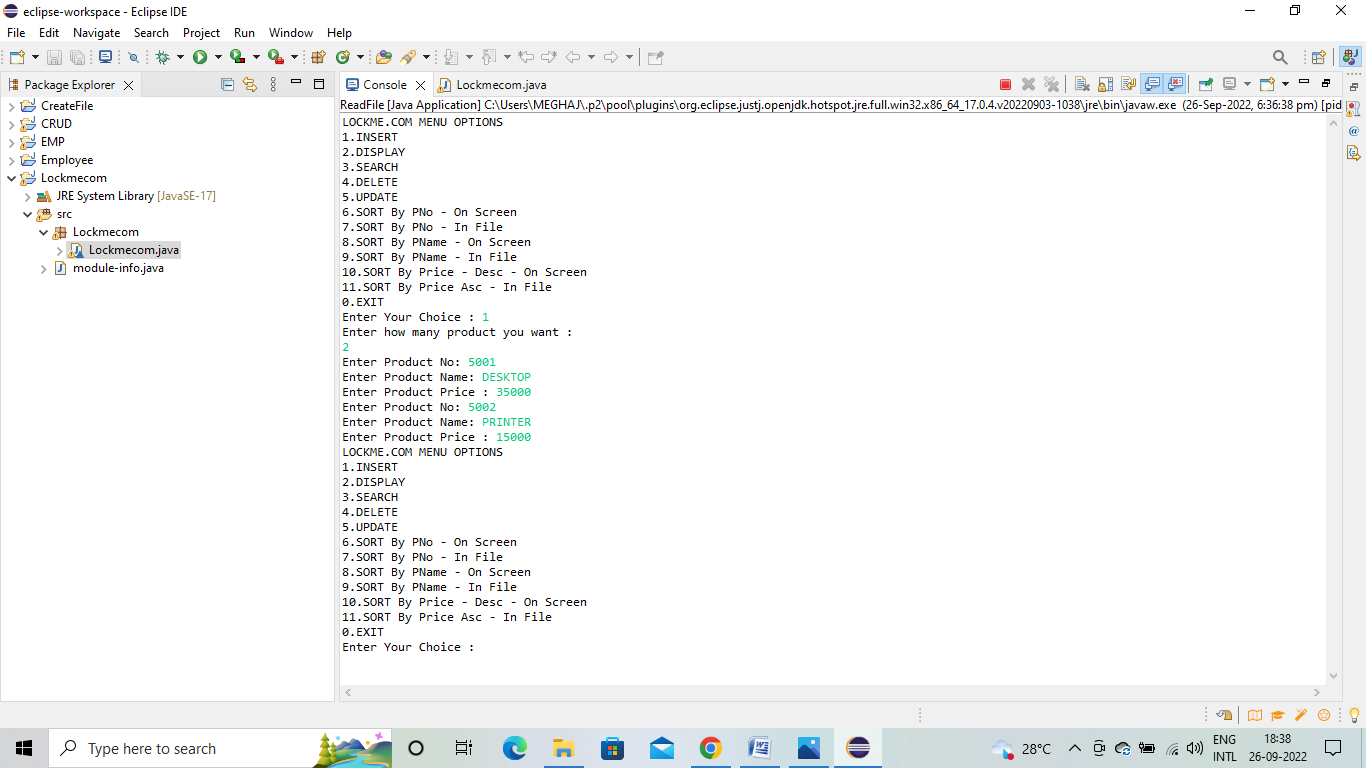 eclipse-workspace - Eclipse IDE
File Edit Navigate Search Project Run Window Help
Package Explorer
CreateFile
CRUD
EMP
Employee
Lockmecom
JRE System Library [JavaSE-17]
src
Lockmecom
Lockmecom.java
module-info.java
Console Lockmecom.java
ReadFile [Java Application] C:\Users\MEGHAJ\.p2\pool\plugins\org.eclipse.justj.openjdk.hotspot.jre.full.win32.x86_64_17.0.4.v20220903-1038\jre\bin\javaw.exe (26-Sep-2022, 6:36:38 pm) [pid
LOCKME.COM MENU OPTIONS
1.INSERT
2.DISPLAY
3.SEARCH
4.DELETE
5.UPDATE
6.SORT By PNo - On Screen
7.SORT By PNo - In File
8.SORT By PName - On Screen
9.SORT By PName - In File
10.SORT By Price - Desc - On Screen
11.SORT By Price Asc - In File
0.EXIT
Enter Your Choice : 1
Enter how many product you want :
2
Enter Product No: 5001
Enter Product Name: DESKTOP
Enter Product Price : 35000
Enter Product No: 5002
Enter Product Name: PRINTER
Enter Product Price : 15000
LOCKME.COM MENU OPTIONS
1.INSERT
2.DISPLAY
3.SEARCH
4.DELETE
5.UPDATE
6.SORT By PNo - On Screen
7.SORT By PNo - In File
8.SORT By PName - On Screen
9.SORT By PName - In File
10.SORT By Price - Desc - On Screen
11.SORT By Price Asc - In File
0.EXIT
Enter Your Choice :
Type here to search
28°C
ENG
INTL
18:38
26-09-2022